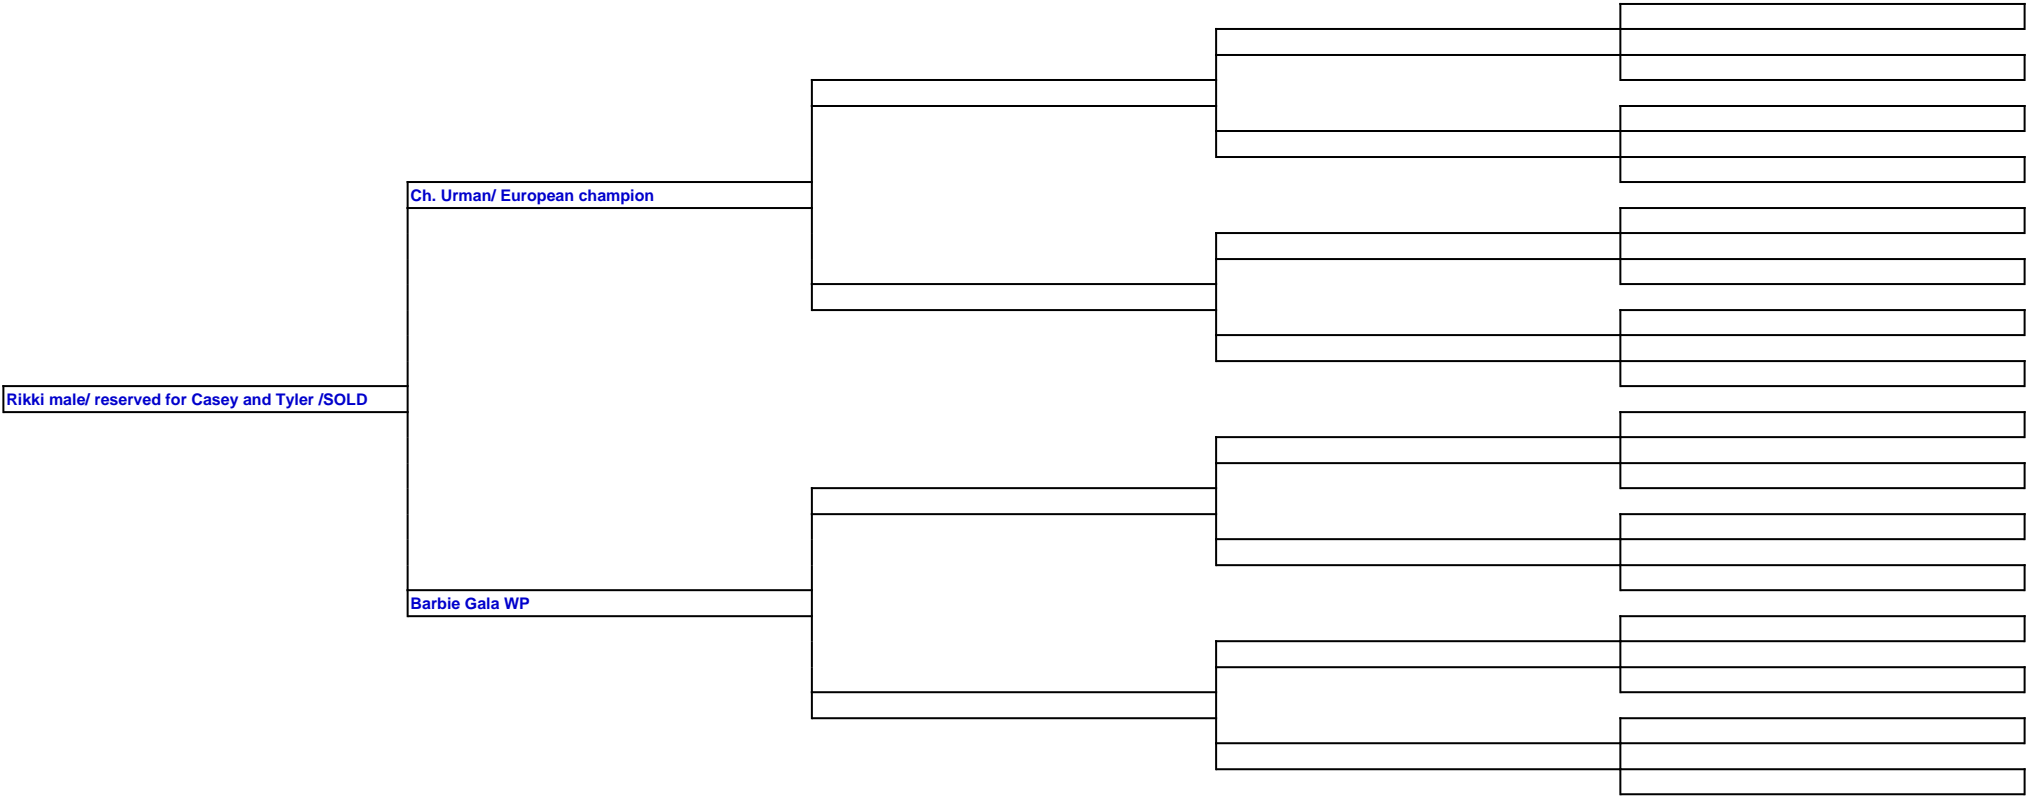 Ch. Urman/ European champion
Rikki male/ reserved for Casey and Tyler /SOLD
Barbie Gala WP